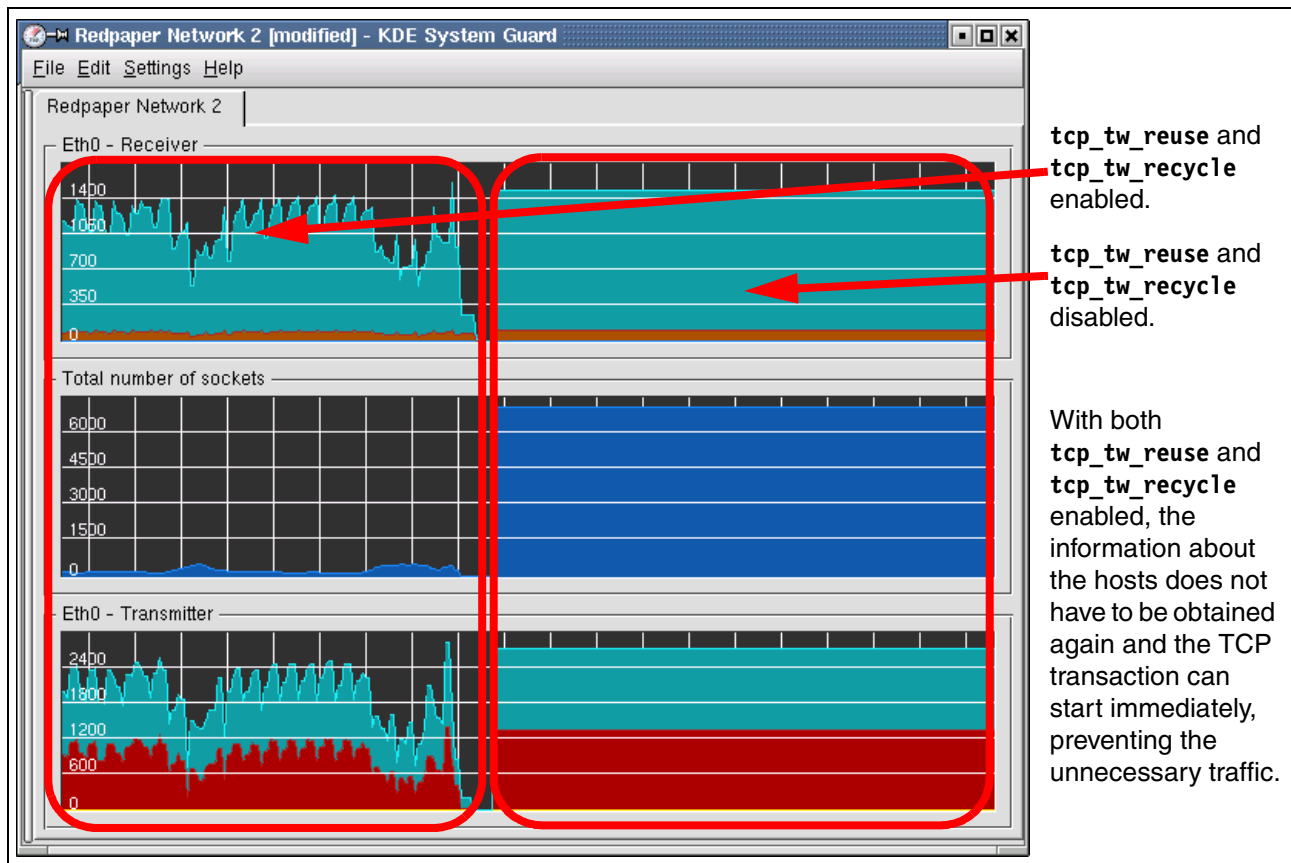 Redpaper Network 2 [modified] - KDE System Guard
File Edit Settings Help
Redpaper Network 2
Eth0 - Receiver
1400
1050
700
350
0
Total number of sockets
6000
4500
3000
1500
0
Eth0 - Transmitter
2400
1800
1200
600
0
tcp_tw_reuse and
tcp_tw_recycle
enabled.
tcp_tw_reuse and
tcp_tw_recycle
disabled.
With both
tcp_tw_reuse and
tcp_tw_recycle
enabled, the
information about
the hosts does not
have to be obtained
again and the TCP
transaction can
start immediately,
preventing the
unnecessary traffic.